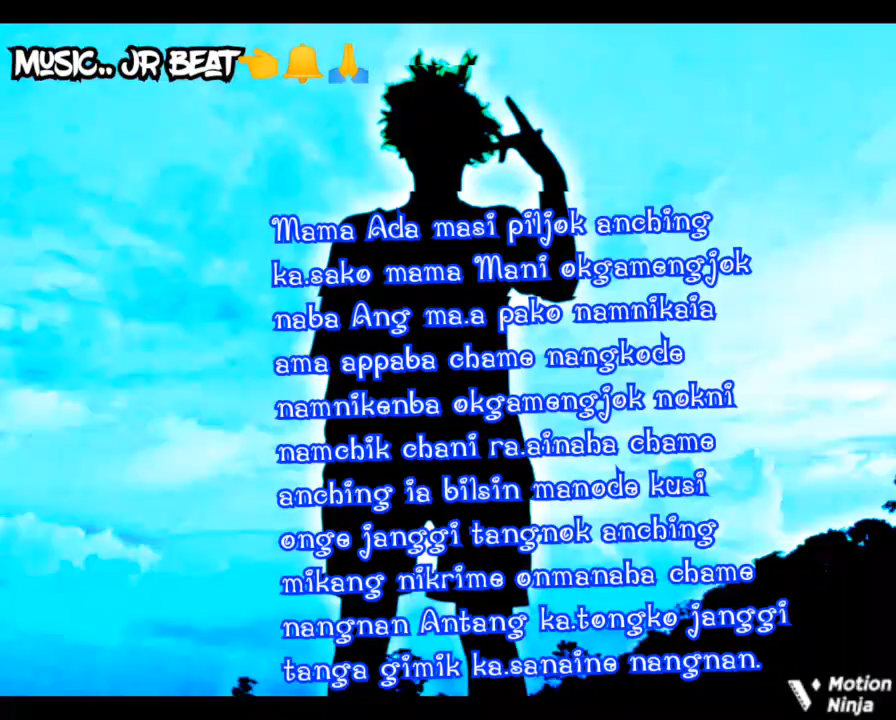 MUSIC.. JR BEAT👈🔔🙏
Mama Ada masi piljok anching
ka.sako mama Mani okgamengjok
naba Ang ma.a pako namnikaia
ama appaba chame nangkode
namnikenba okgamengjok nokni
namchik chani ra.ainaha chame
anching ia bilsin manode kusi
onge janggi tangnok anching
mikang nikrime onmanaha chame
nangnan Antang ka.tongko janggi
tanga gimik ka.sanaine nangnan.
Motion
Ninja